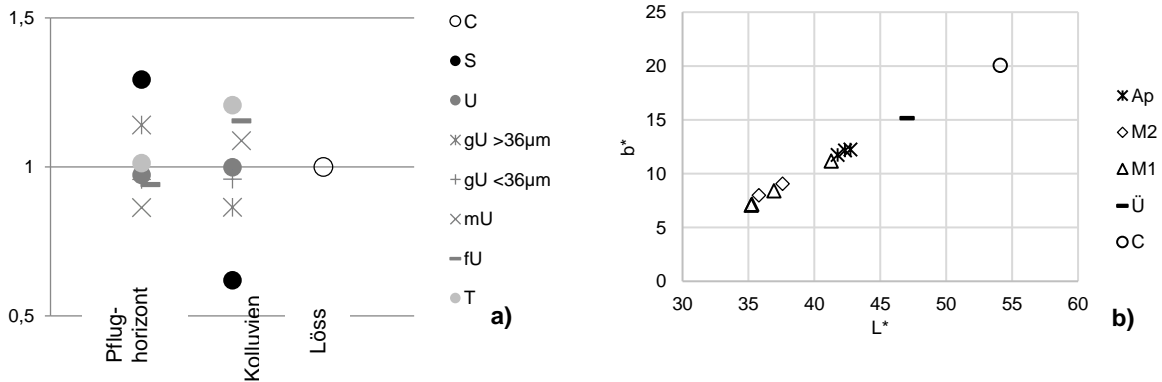 1,5
1
0,5
Pflug-
horizont
Kolluvien
Löss
C
S
U
gU >36µm
gU <36µm
mU
fU
T
a)
25
20
15
10
5
0
b*
30 35 40 45 50 55 60
L*
Ap
M2
M1
Ü
C
b)